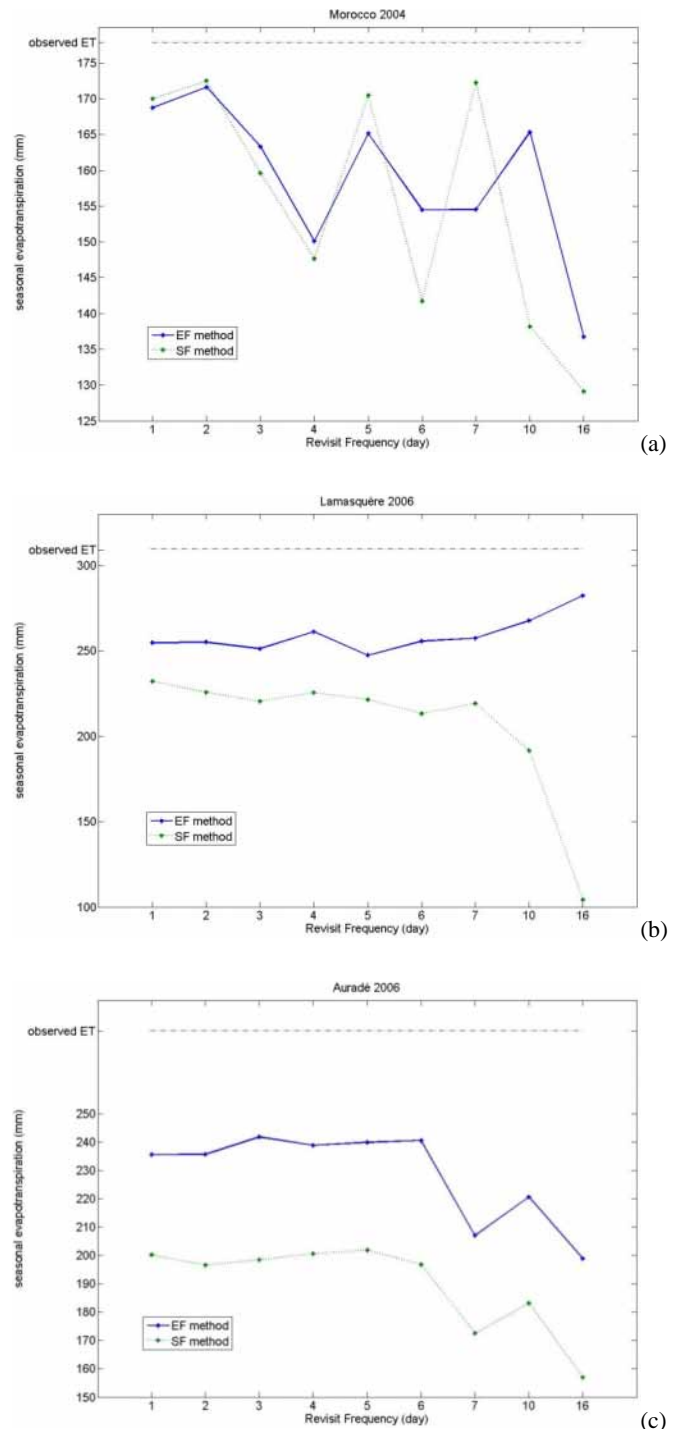 Morocco 2004
observed ET
175
170
165
160
155
150
145
140
135
130
125
seasonal evapotranspiration (mm)
EF method
SF method
1 2 3 4 5 6 7 10 16
Revisit Frequency (day)
(a)
Lamasquère 2006
observed ET
300
250
200
150
100
seasonal evapotranspiration (mm)
EF method
SF method
1 2 3 4 5 6 7 10 16
Revisit Frequency (day)
(b)
Auradé 2006
observed ET
250
240
230
220
210
200
190
180
170
160
150
seasonal evapotranspiration (mm)
EF method
SF method
1 2 3 4 5 6 7 10 16
Revisit Frequency (day)
(c)